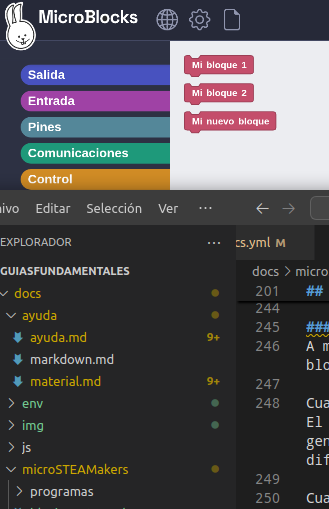 MicroBlocks
Salida
Entrada
Pines
Comunicaciones
Control
Mi bloque 1
Mi bloque 2
Mi nuevo bloque
Editar Selección Ver ···
EXPLORADOR ···
GUIASFUNDAMENTALES
docs
ayuda
ayuda.md 9+
markdown.md
material.md 9+
env
img
js
microSTEAMakers
programas
cs.yml M
docs > micro
201 ##
244
245 ###
246 A m
blo
247
248 Cua
El
gen
dif
249
250 Cua